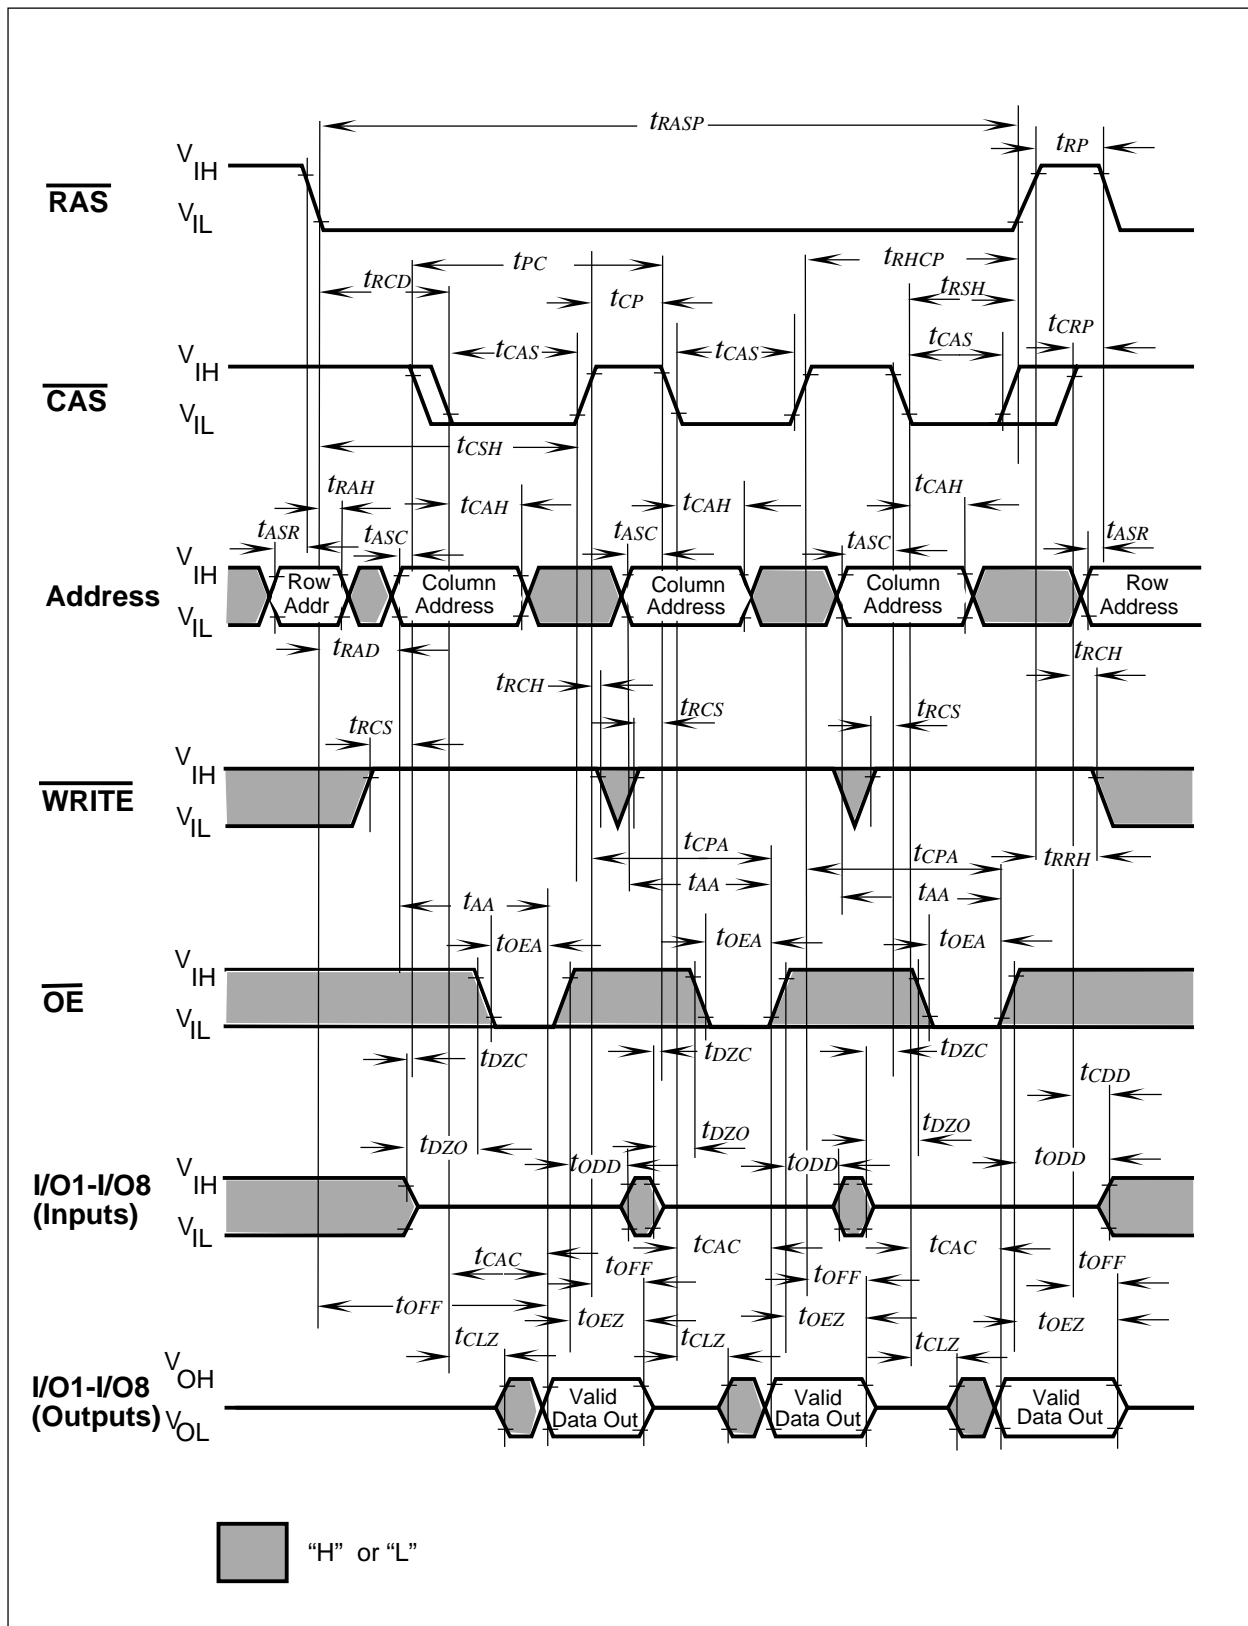 tRASP
tRP
VIH
RAS
VIL
tPC
tRHCP
tRCD
tRSH
tCP
tCRP
tCAS tCAS tCAS
VIH
CAS
VIL
tCSH
tRAH
tCAH tCAH tCAH
tASR tASC tASC tASC tASR
VIH
Address
Row Addr
Column Address
Column Address
Column Address
Row Address
VIL
tRAD
tRCH
tRCH
tRCS tRCS
tRCS
VIH
WRITE
VIL
tCPA
tCPA tRRH
tAA
tAA tAA
tOEA tOEA tOEA
VIH
OE
VIL
tDZC tDZC tDZC
tCDD
tDZO tDZO
tDZO
tODD tODD tODD
VIH
I/O1-I/O8
(Inputs)
VIL
tCAC tCAC
tCAC
tOFF tOFF tOFF
tOFF
tOEZ tOEZ tOEZ
tCLZ tCLZ tCLZ
VOH
I/O1-I/O8
(Outputs)
Valid Data Out
Valid Data Out
Valid Data Out
VOL
“H” or “L”